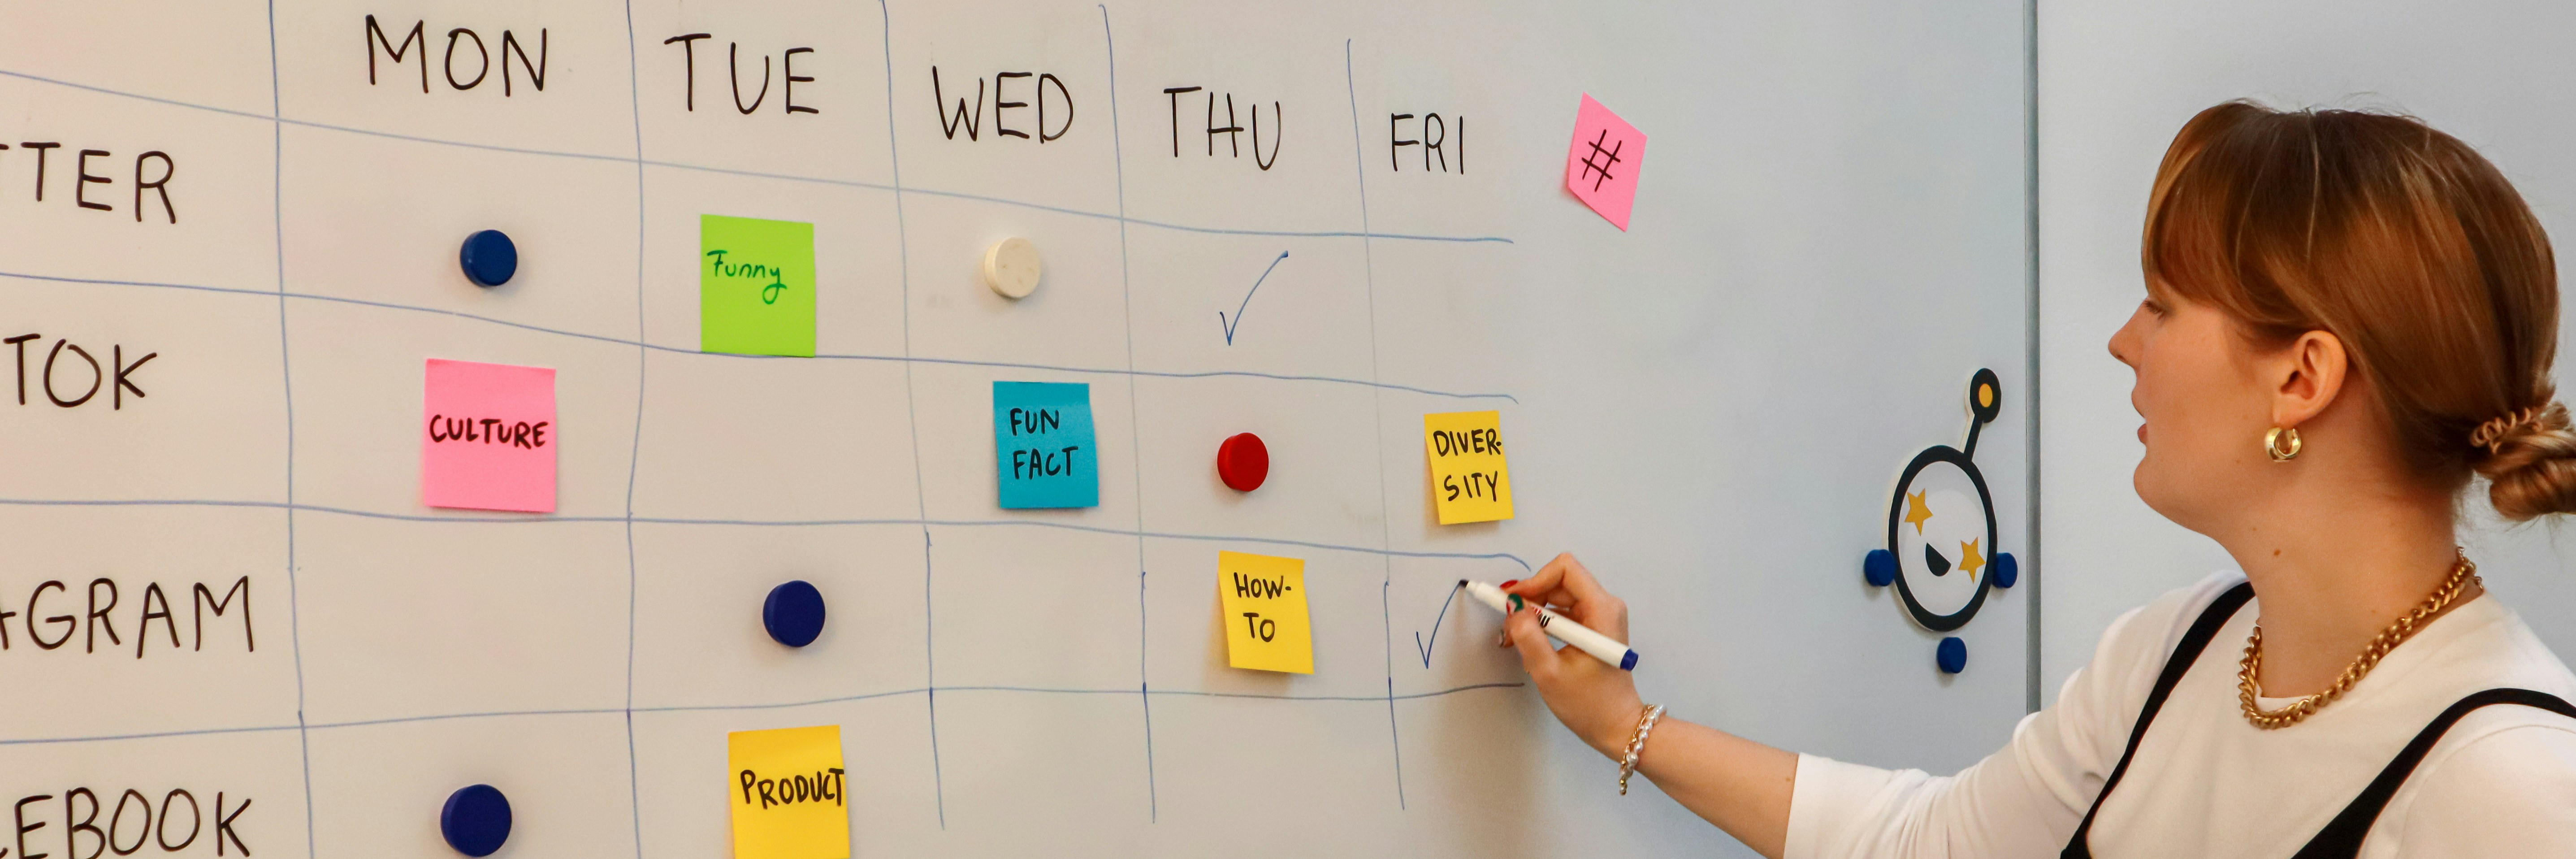 MON TUE WED THU FRI #
TTER
Funny
TOK
CULTURE
FUN
FACT
DIVER-
SITY
GRAM
HOW-
TO
EBOOK
PRODUCT